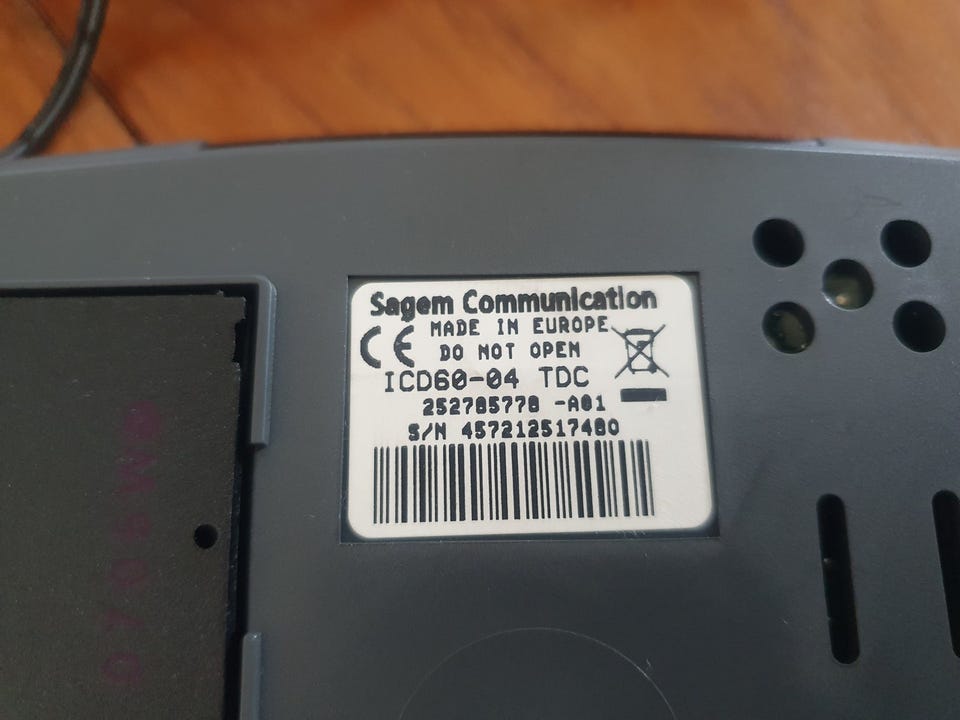 Sagem Communication
CE MADE IN EUROPE
DO NOT OPEN
ICD60-04 TDC
252785778 -A01
S/N 457212517480